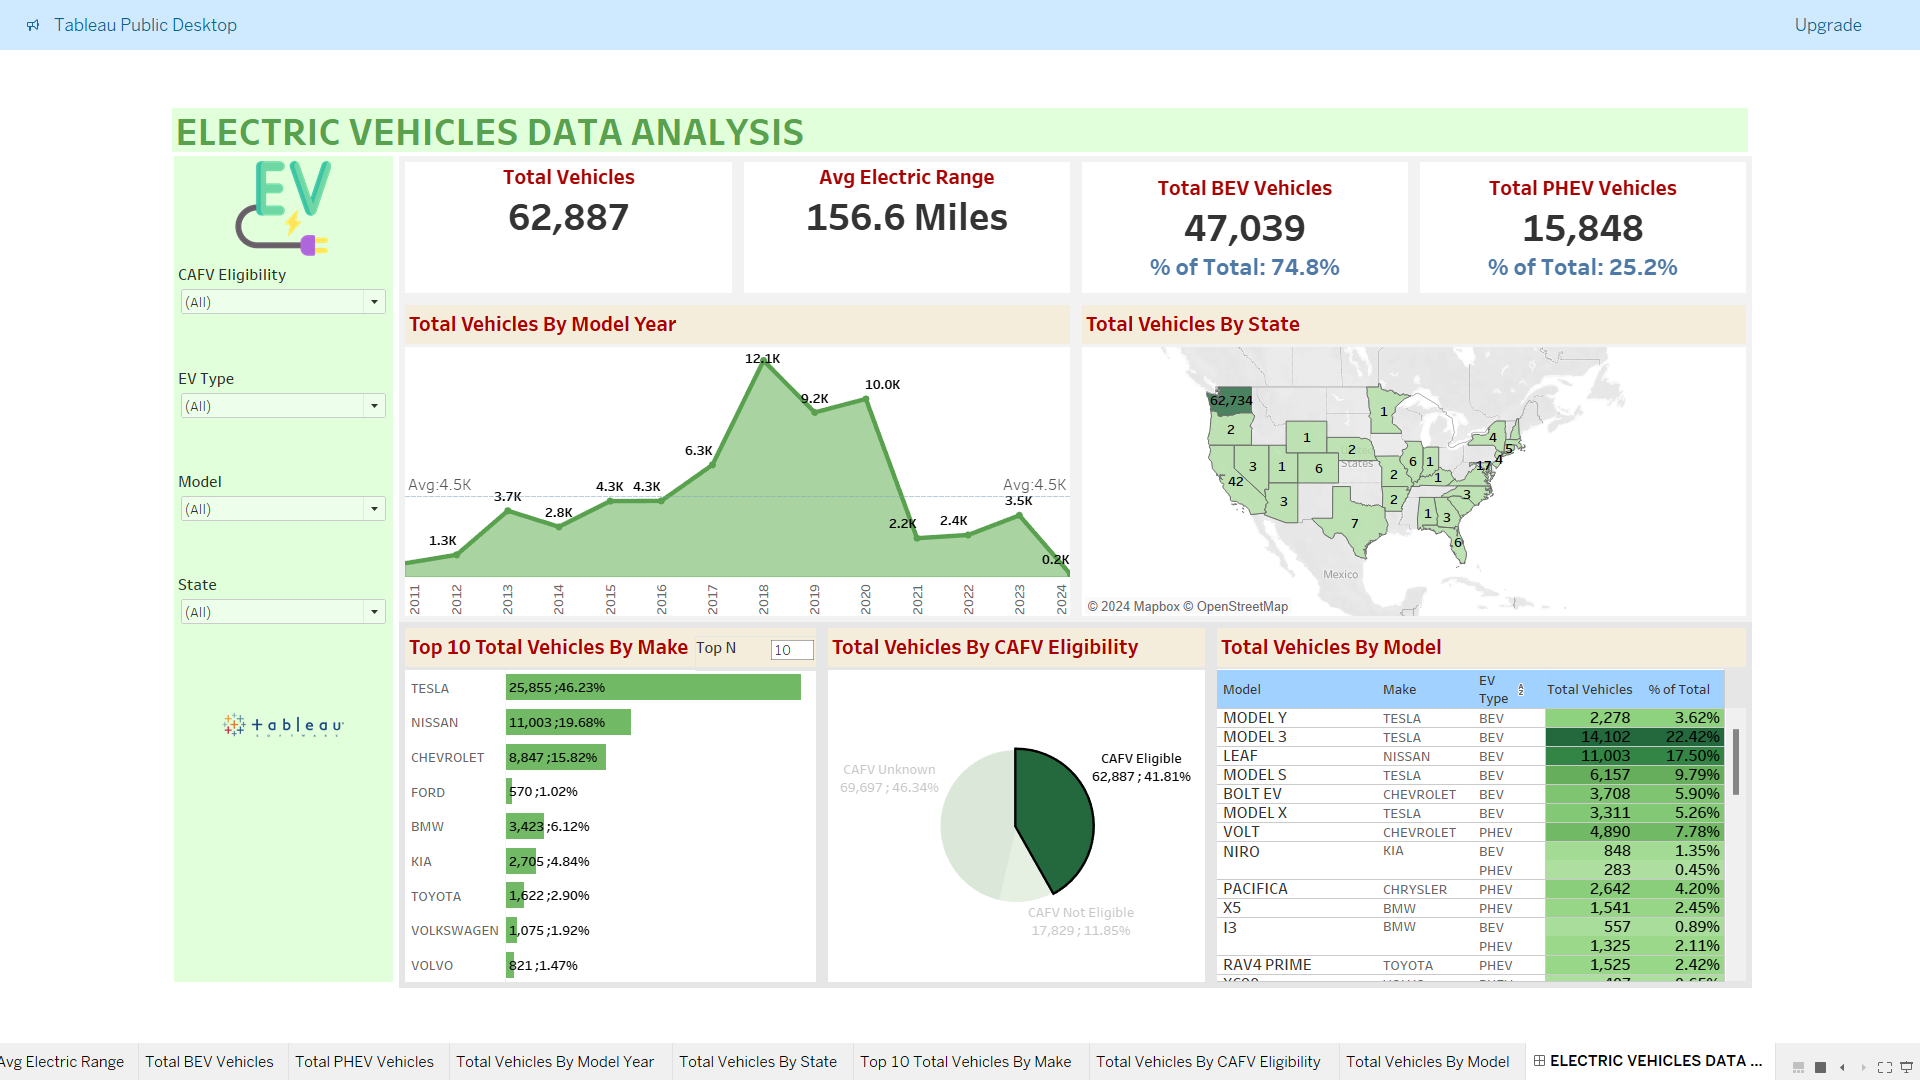 Tableau Public Desktop
Upgrade
ELECTRIC VEHICLES DATA ANALYSIS
EV
CAFV Eligibility
(All)
EV Type
(All)
Model
(All)
State
(All)
+ a b l e a u
S O F T W A R E
Total Vehicles
62,887
Avg Electric Range
156.6 Miles
Total BEV Vehicles
47,039
% of Total: 74.8%
Total PHEV Vehicles
15,848
% of Total: 25.2%
Total Vehicles By Model Year
12.1K
10.0K
9.2K
6.3K
Avg:4.5K
Avg:4.5K
4.3K
4.3K
3.7K
3.5K
2.8K
2.2K
2.4K
1.3K
0.2K
2011
2012
2013
2014
2015
2016
2017
2018
2019
2020
2021
2022
2023
2024
Total Vehicles By State
62,734
1
2
1
4
2
5
States
6
1
17
4
3
1
6
2
1
42
3
2
3
1
3
7
6
Mexico
© 2024 Mapbox © OpenStreetMap
Top 10 Total Vehicles By Make
Top N
10
TESLA 25,855 ;46.23%
NISSAN 11,003 ;19.68%
CHEVROLET 8,847 ;15.82%
FORD 570 ;1.02%
BMW 3,423 ;6.12%
KIA 2,705 ;4.84%
TOYOTA 1,622 ;2.90%
VOLKSWAGEN 1,075 ;1.92%
VOLVO 821 ;1.47%
Total Vehicles By CAFV Eligibility
CAFV Eligible
62,887 ; 41.81%
CAFV Unknown
69,697 ; 46.34%
CAFV Not Eligible
17,829 ; 11.85%
Total Vehicles By Model
Model Make EV Type Total Vehicles % of Total
MODEL Y TESLA BEV 2,278 3.62%
MODEL 3 TESLA BEV 14,102 22.42%
LEAF NISSAN BEV 11,003 17.50%
MODEL S TESLA BEV 6,157 9.79%
BOLT EV CHEVROLET BEV 3,708 5.90%
MODEL X TESLA BEV 3,311 5.26%
VOLT CHEVROLET PHEV 4,890 7.78%
NIRO KIA BEV 848 1.35%
PHEV 283 0.45%
PACIFICA CHRYSLER PHEV 2,642 4.20%
X5 BMW PHEV 1,541 2.45%
I3 BMW BEV 557 0.89%
PHEV 1,325 2.11%
RAV4 PRIME TOYOTA PHEV 1,525 2.42%
Avg Electric Range
Total BEV Vehicles
Total PHEV Vehicles
Total Vehicles By Model Year
Total Vehicles By State
Top 10 Total Vehicles By Make
Total Vehicles By CAFV Eligibility
Total Vehicles By Model
ELECTRIC VEHICLES DATA ...